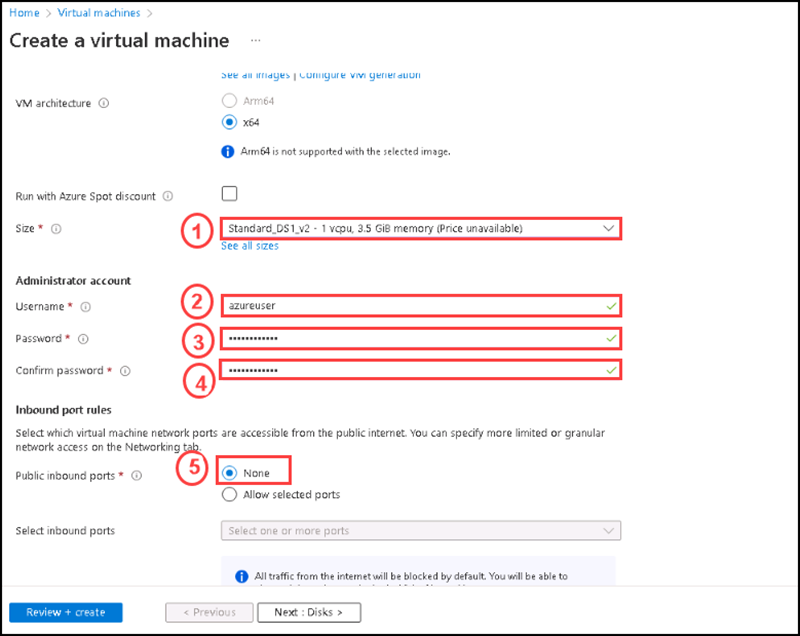 Home > Virtual machines >
Create a virtual machine ...
See all images | Configure VM generation
VM architecture
Arm64
x64
Arm64 is not supported with the selected image.
Run with Azure Spot discount
Size *
1
Standard_DS1_v2 - 1 vcpu, 3.5 GiB memory (Price unavailable)
See all sizes
Administrator account
Username *
2
azureuser
Password *
3
••••••••••••
Confirm password *
4
••••••••••••
Inbound port rules
Select which virtual machine network ports are accessible from the public internet. You can specify more limited or granular
network access on the Networking tab.
Public inbound ports *
5
None
Allow selected ports
Select inbound ports
Select one or more ports
All traffic from the internet will be blocked by default. You will be able to
Review + create
< Previous
Next : Disks >